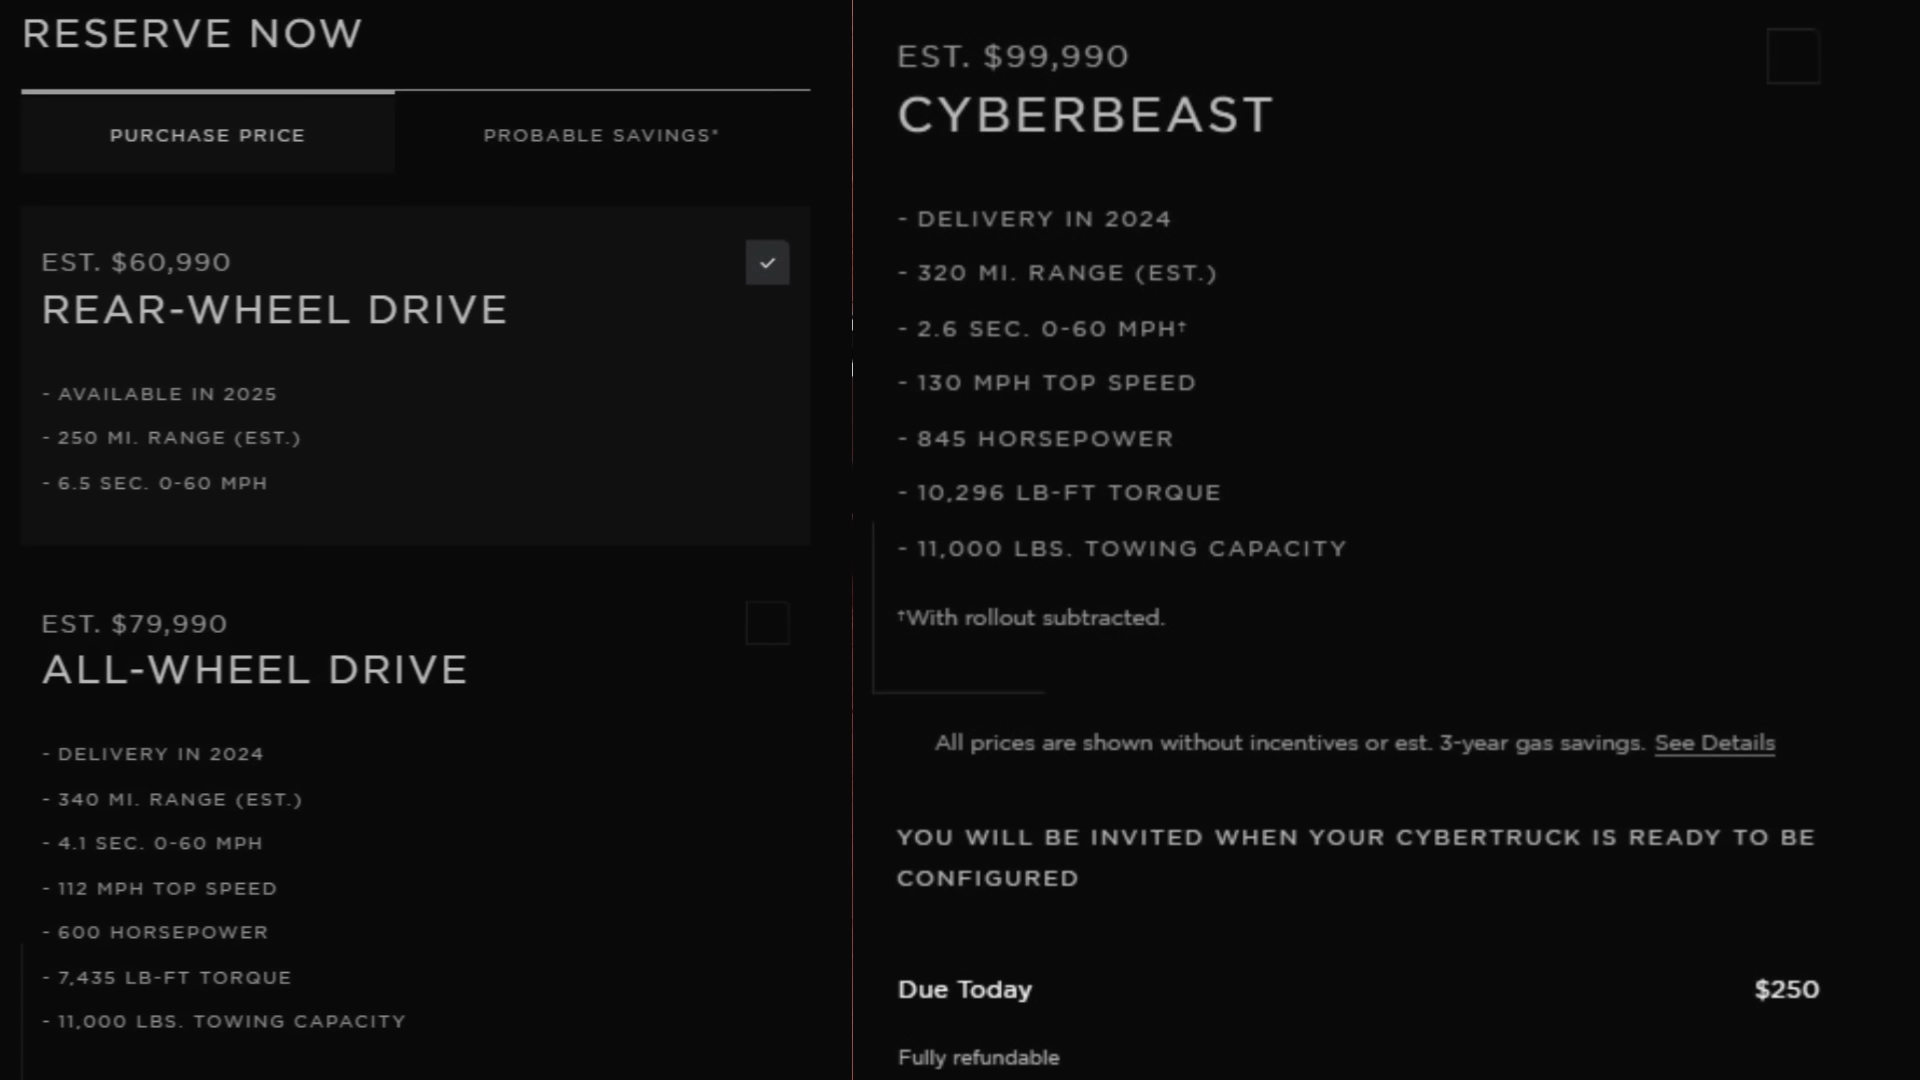 RESERVE NOW
PURCHASE PRICE
PROBABLE SAVINGS*
EST. $60,990
REAR-WHEEL DRIVE
- AVAILABLE IN 2025
- 250 MI. RANGE (EST.)
- 6.5 SEC. 0-60 MPH
EST. $79,990
ALL-WHEEL DRIVE
- DELIVERY IN 2024
- 340 MI. RANGE (EST.)
- 4.1 SEC. 0-60 MPH
- 112 MPH TOP SPEED
- 600 HORSEPOWER
- 7,435 LB-FT TORQUE
- 11,000 LBS. TOWING CAPACITY
EST. $99,990
CYBERBEAST
- DELIVERY IN 2024
- 320 MI. RANGE (EST.)
- 2.6 SEC. 0-60 MPH†
- 130 MPH TOP SPEED
- 845 HORSEPOWER
- 10,296 LB-FT TORQUE
- 11,000 LBS. TOWING CAPACITY
†With rollout subtracted.
All prices are shown without incentives or est. 3-year gas savings. See Details
YOU WILL BE INVITED WHEN YOUR CYBERTRUCK IS READY TO BE
CONFIGURED
Due Today $250
Fully refundable